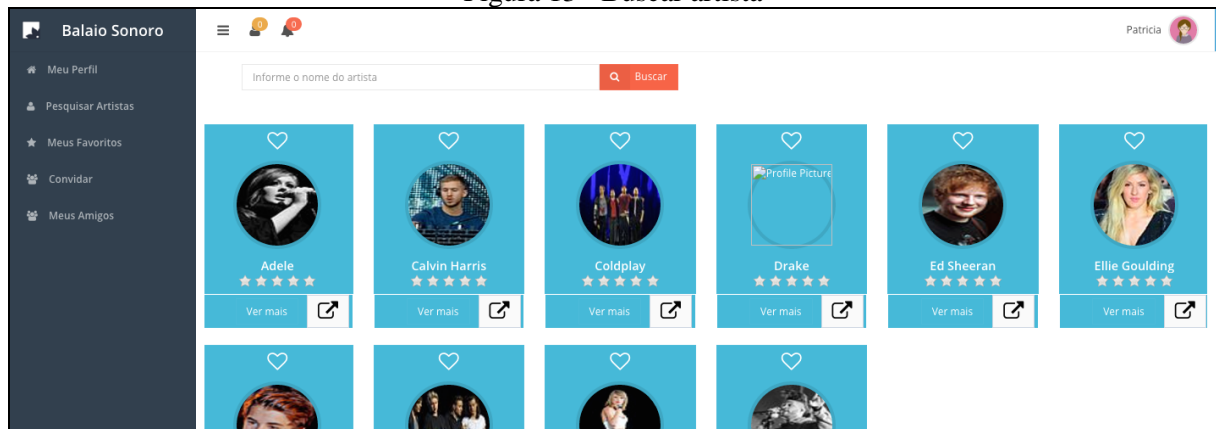 Figura 13 - Buscar artista
Balaio Sonoro
0
0
Patricia
Meu Perfil
Informe o nome do artista
Buscar
Pesquisar Artistas
Meus Favoritos
Convidar
Meus Amigos
Profile Picture
Adele
Calvin Harris
Coldplay
Drake
Ed Sheeran
Ellie Goulding
Ver mais
Ver mais
Ver mais
Ver mais
Ver mais
Ver mais